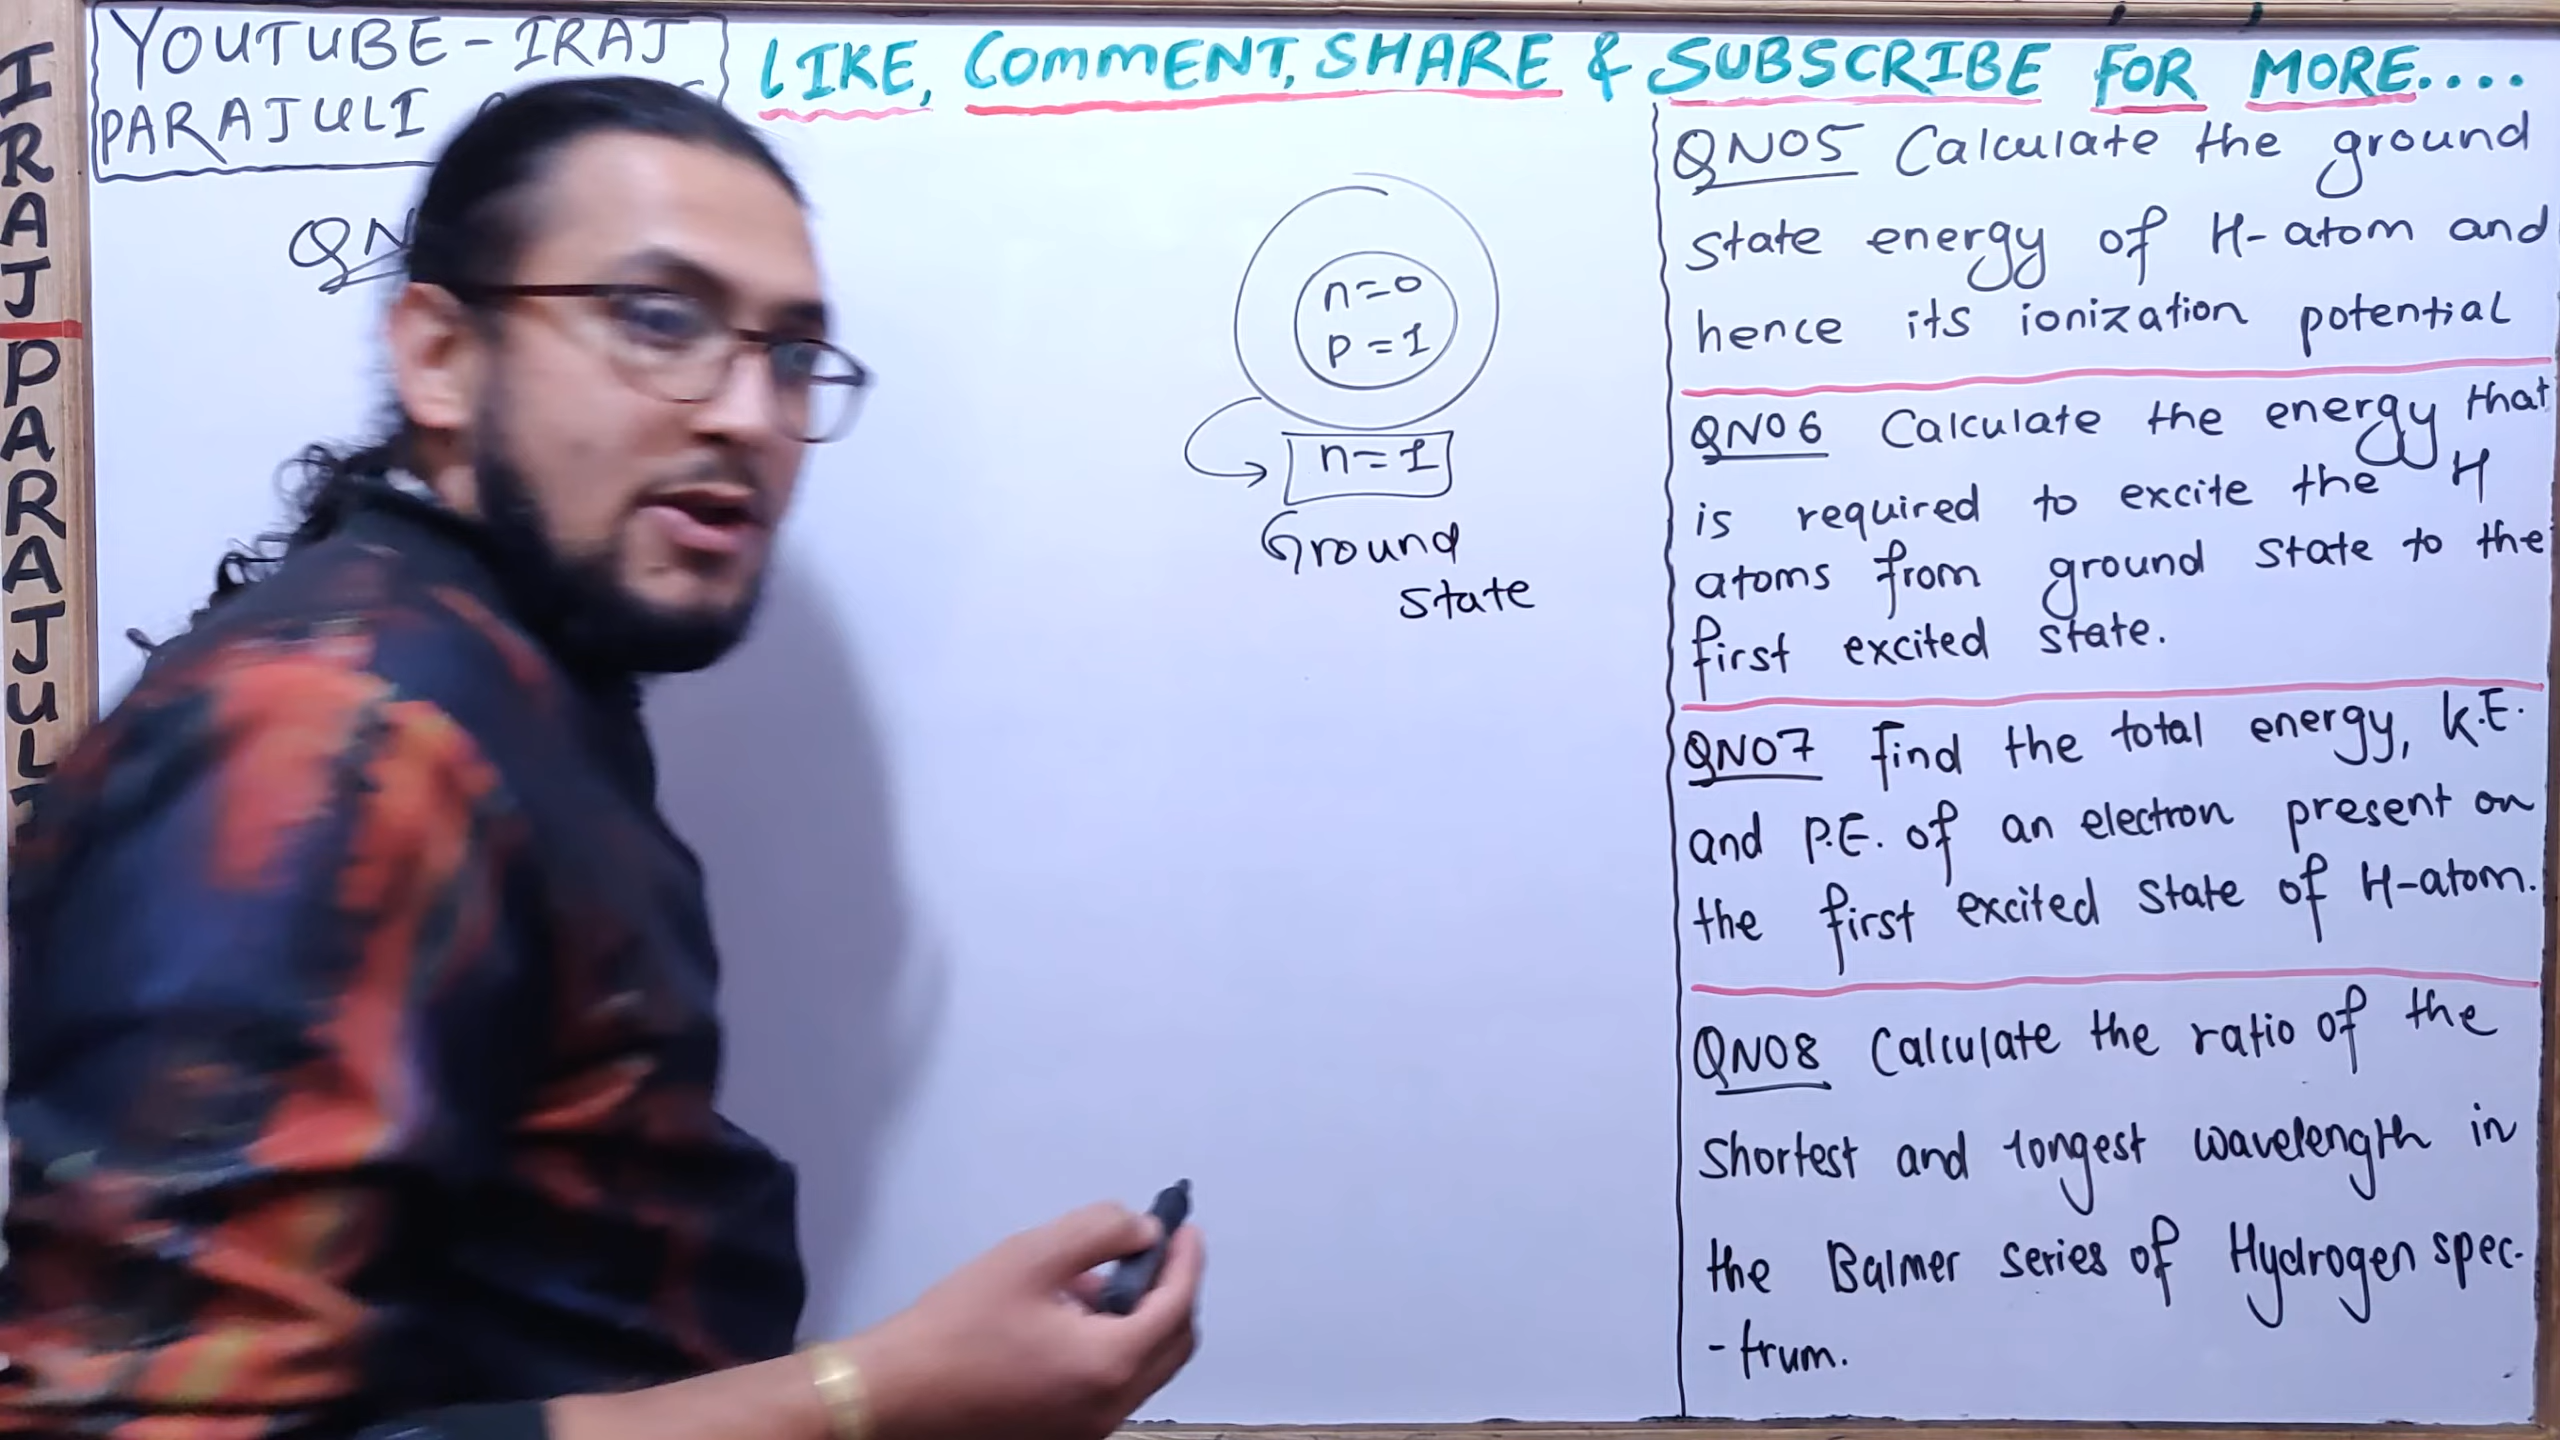 YOUTUBE-IRAJ
PARAJULI
LIKE, COMMENT, SHARE & SUBSCRIBE FOR MORE....
IRAJ PARAJULI
QN
n=0
P=1
n=1
Ground
state
QNO5 Calculate the ground
state energy of H-atom and
hence its ionization potential
QNO6 Calculate the energy that
is required to excite the H
atoms from ground state to the
first excited state.
QNO7 Find the total energy, K.E.
and P.E. of an electron present on
the first excited state of H-atom.
QNO8 Calculate the ratio of the
shortest and longest wavelength in
the Balmer series of Hydrogen spec-
-trum.